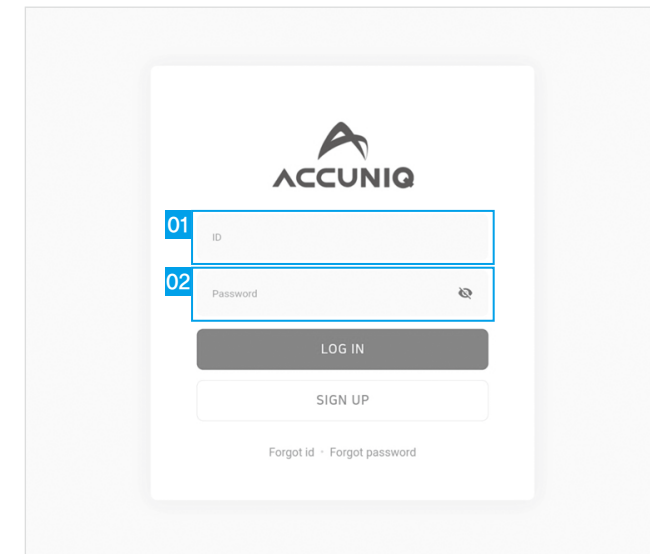 ACCUNIQ
01
ID
02
Password
LOG IN
SIGN UP
Forgot id • Forgot password